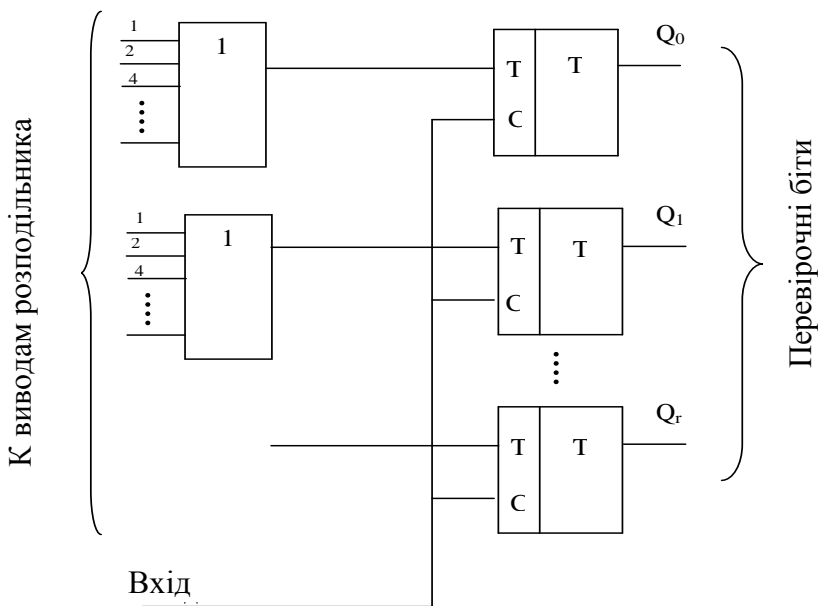 1
2
4
1
T
T
C
Q0
1
2
4
1
T
T
C
Q1
T
T
C
Qr
К виводам розподільника
Перевірочні біти
Вхід